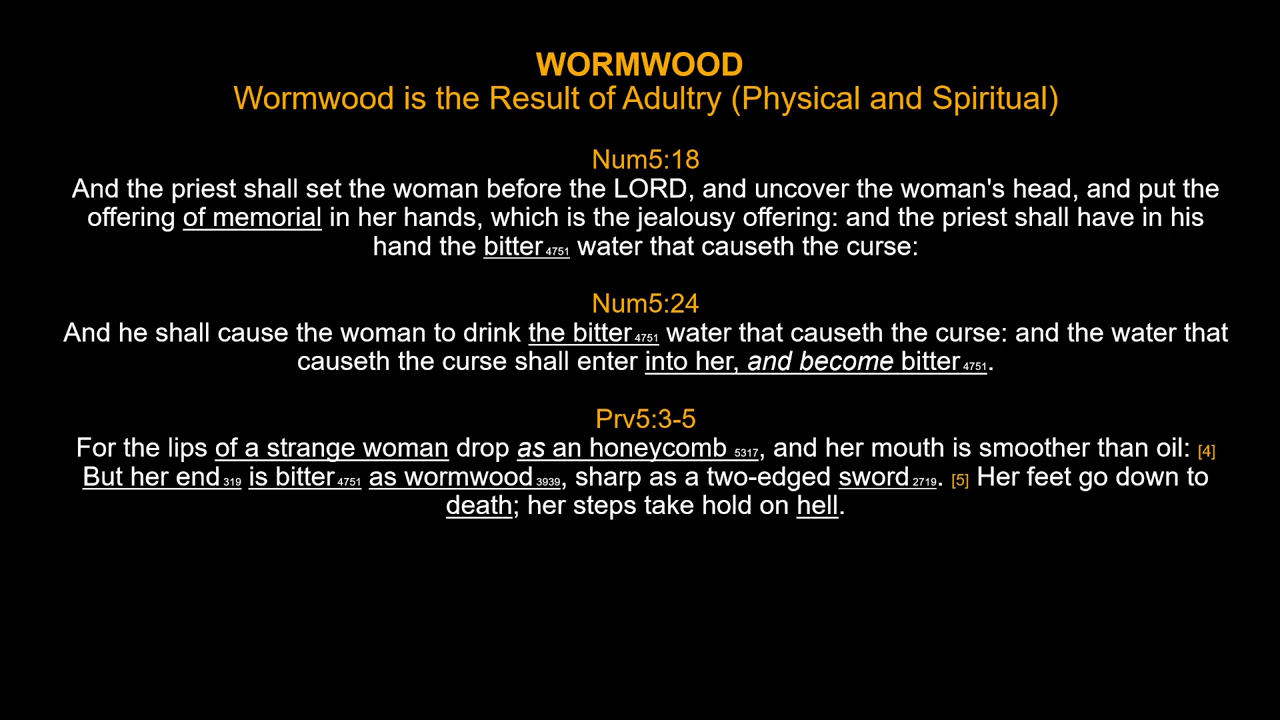 WORMWOOD
Wormwood is the Result of Adultry (Physical and Spiritual)
Num5:18
And the priest shall set the woman before the LORD, and uncover the woman's head, and put the
offering of memorial in her hands, which is the jealousy offering: and the priest shall have in his
hand the bitter 4751 water that causeth the curse:
Num5:24
And he shall cause the woman to drink the bitter 4751 water that causeth the curse: and the water that
causeth the curse shall enter into her, and become bitter 4751.
Prv5:3-5
For the lips of a strange woman drop as an honeycomb 5317, and her mouth is smoother than oil: [4]
But her end 319 is bitter 4751 as wormwood 3939, sharp as a two-edged sword 2719. [5] Her feet go down to
death; her steps take hold on hell.